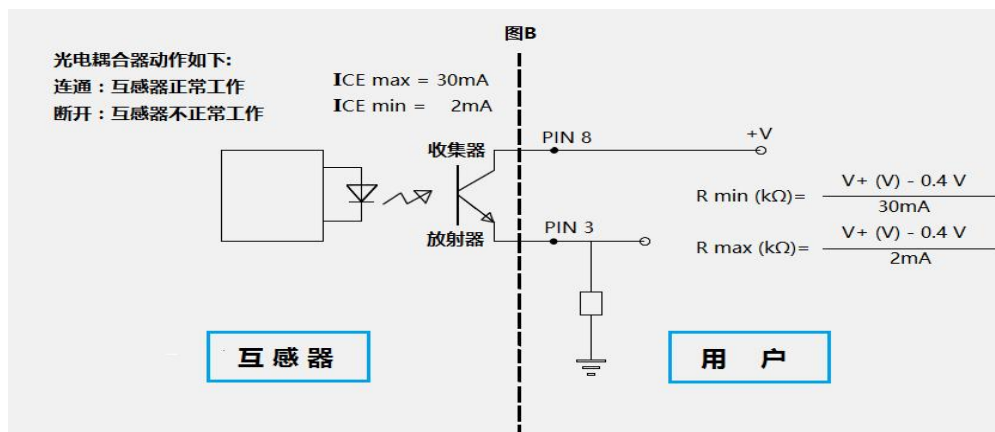 图B
光电耦合器动作如下:
连通：互感器正常工作
断开：互感器不正常工作
ICE max = 30mA
ICE min = 2mA
收集器
PIN 8
+V
放射器
PIN 3
R min (kΩ)= V+ (V) - 0.4 V
30mA
R max (kΩ)= V+ (V) - 0.4 V
2mA
互感器
用 户